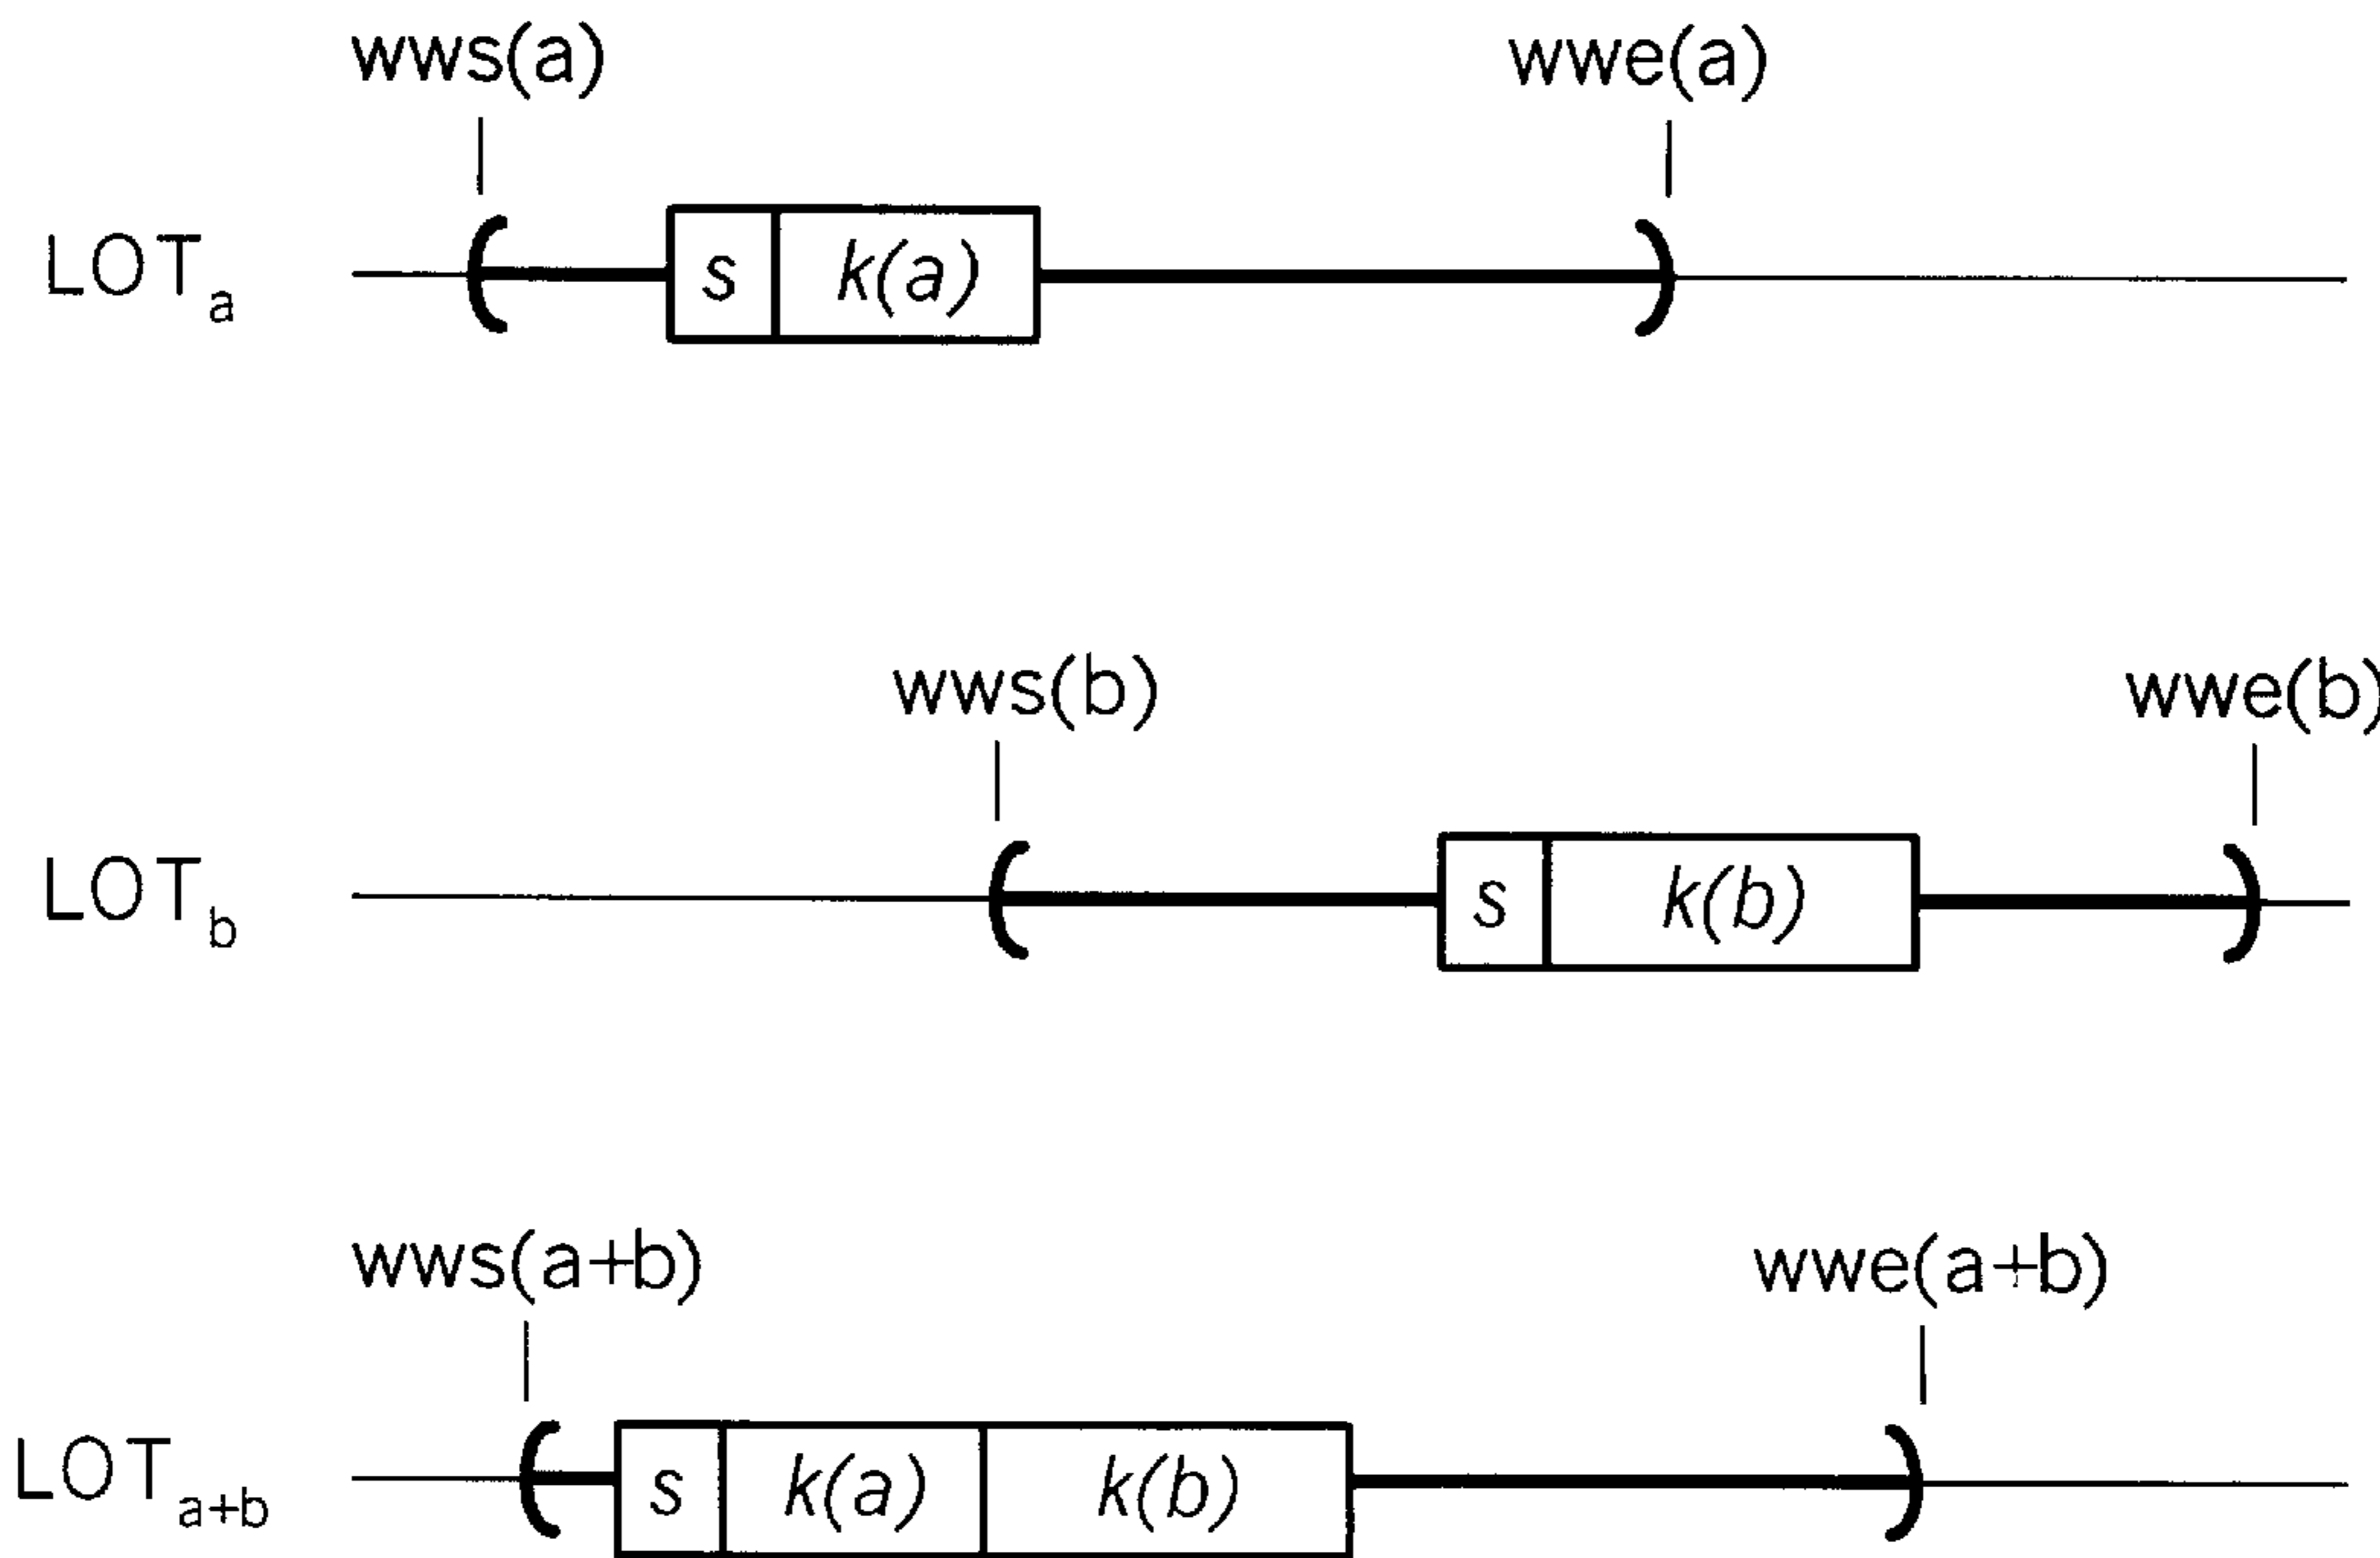 wws(a) wwe(a)
LOTa s k(a)
wws(b) wwe(b)
LOTb s k(b)
wws(a+b) wwe(a+b)
LOTa+b s k(a) k(b)